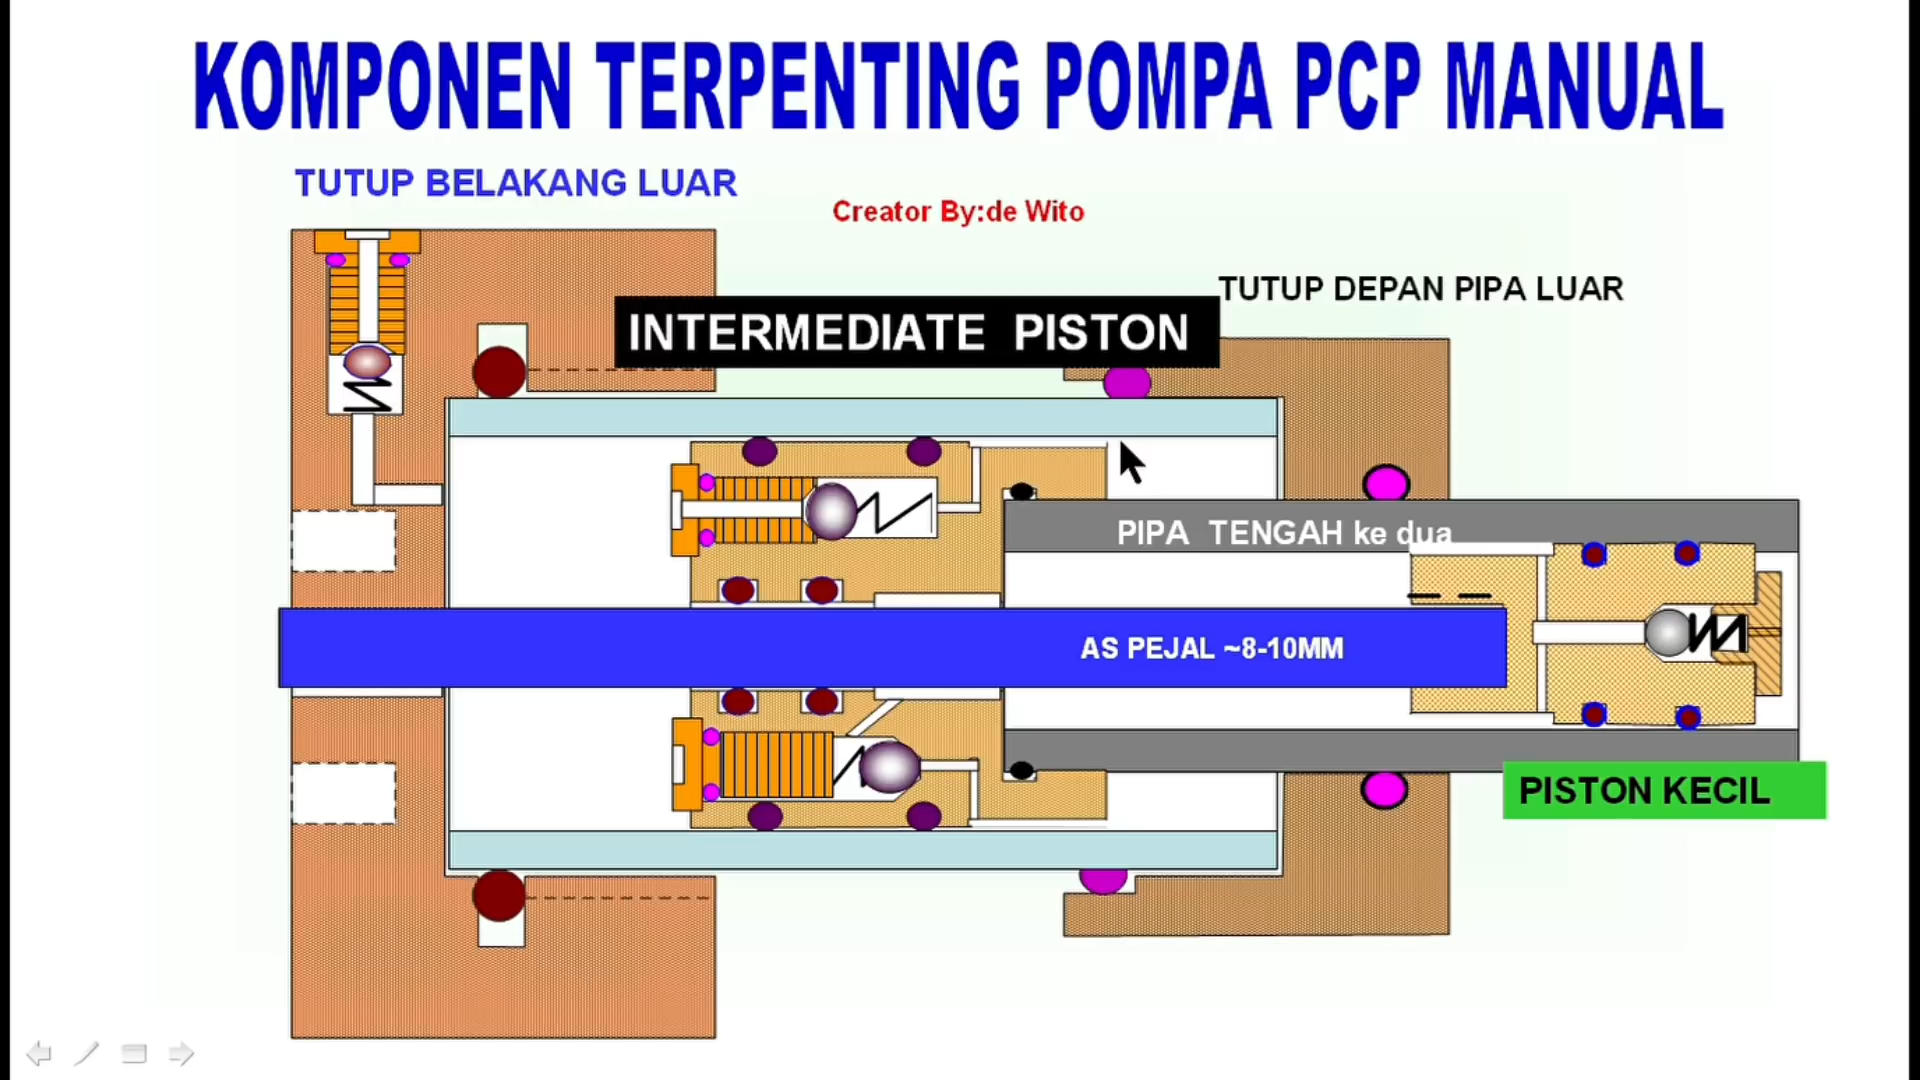 KOMPONEN TERPENTING POMPA PCP MANUAL
TUTUP BELAKANG LUAR
Creator By:de Wito
TUTUP DEPAN PIPA LUAR
INTERMEDIATE PISTON
PIPA TENGAH ke dua
AS PEJAL ~8-10MM
PISTON KECIL